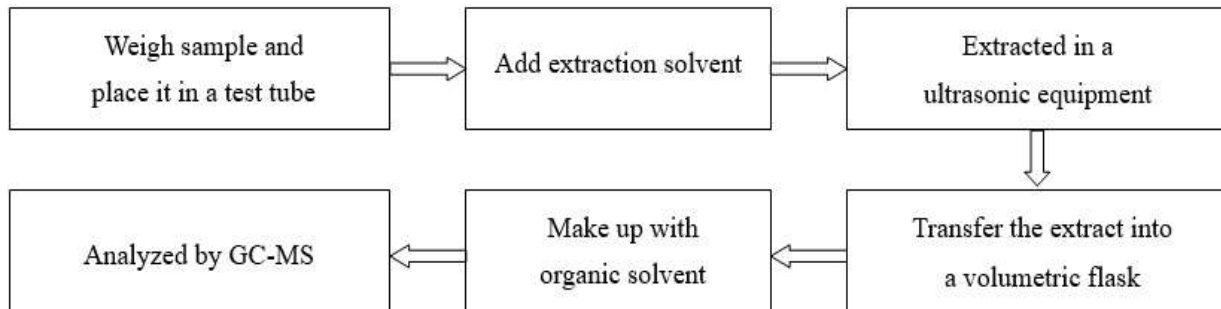 Weigh sample and
place it in a test tube
Add extraction solvent
Extracted in a
ultrasonic equipment
Transfer the extract into
a volumetric flask
Make up with
organic solvent
Analyzed by GC-MS